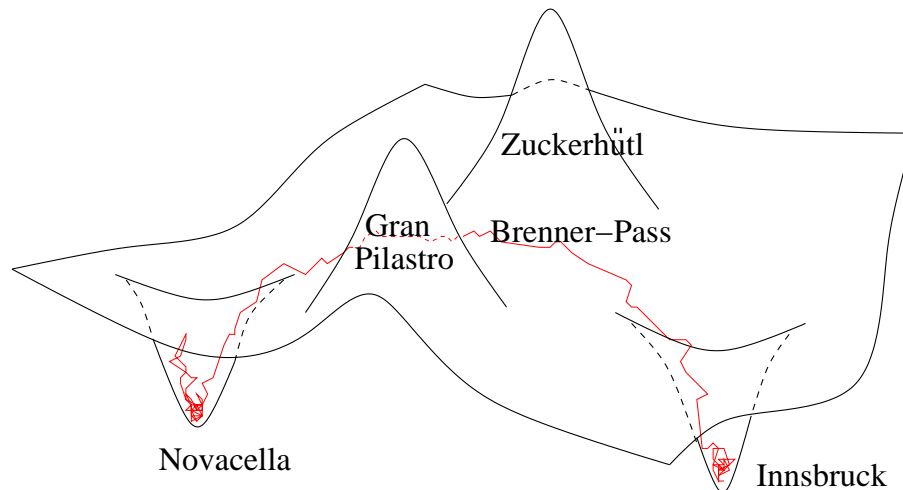 Zuckerhütl
Gran
Pilastro
Brenner−Pass
Novacella
Innsbruck